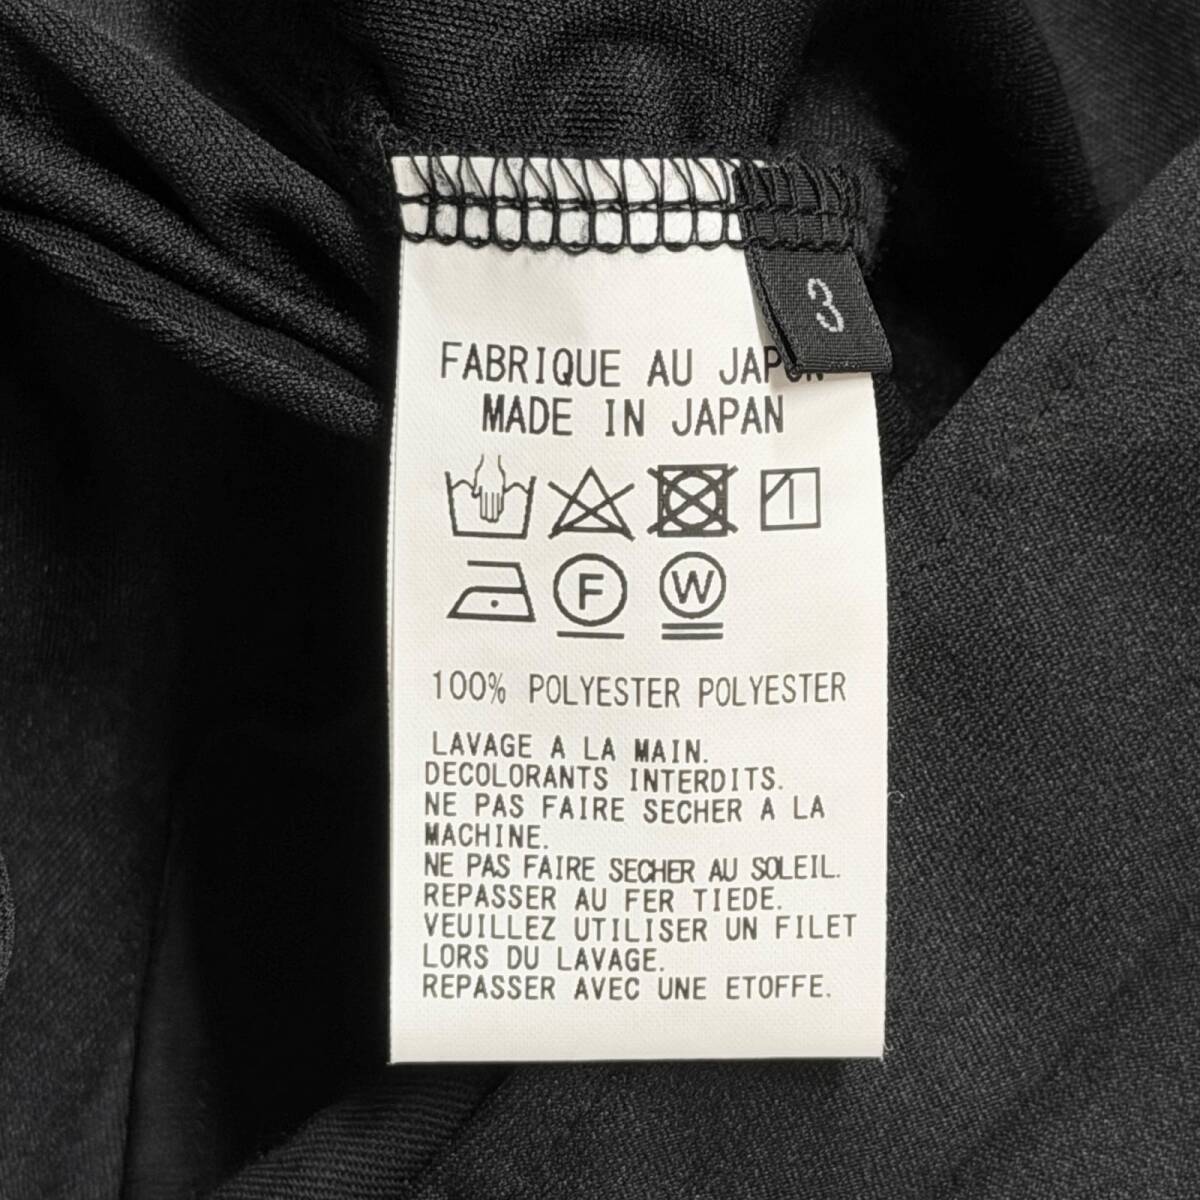 3
FABRIQUE AU
MADE IN JAPAN
F
W
100% POLYESTER POLYESTER
LAVAGE A LA MAIN.
DECOLORANTS INTERDITS.
NE PAS FAIRE SECHER A LA
MACHINE.
NE PAS FAIRE SECHER AU SOLEIL.
REPASSER AU FER TIEDE.
VEUILLEZ UTILISER UN FILET
LORS DU LAVAGE.
REPASSER AVEC UNE ETOFFE.